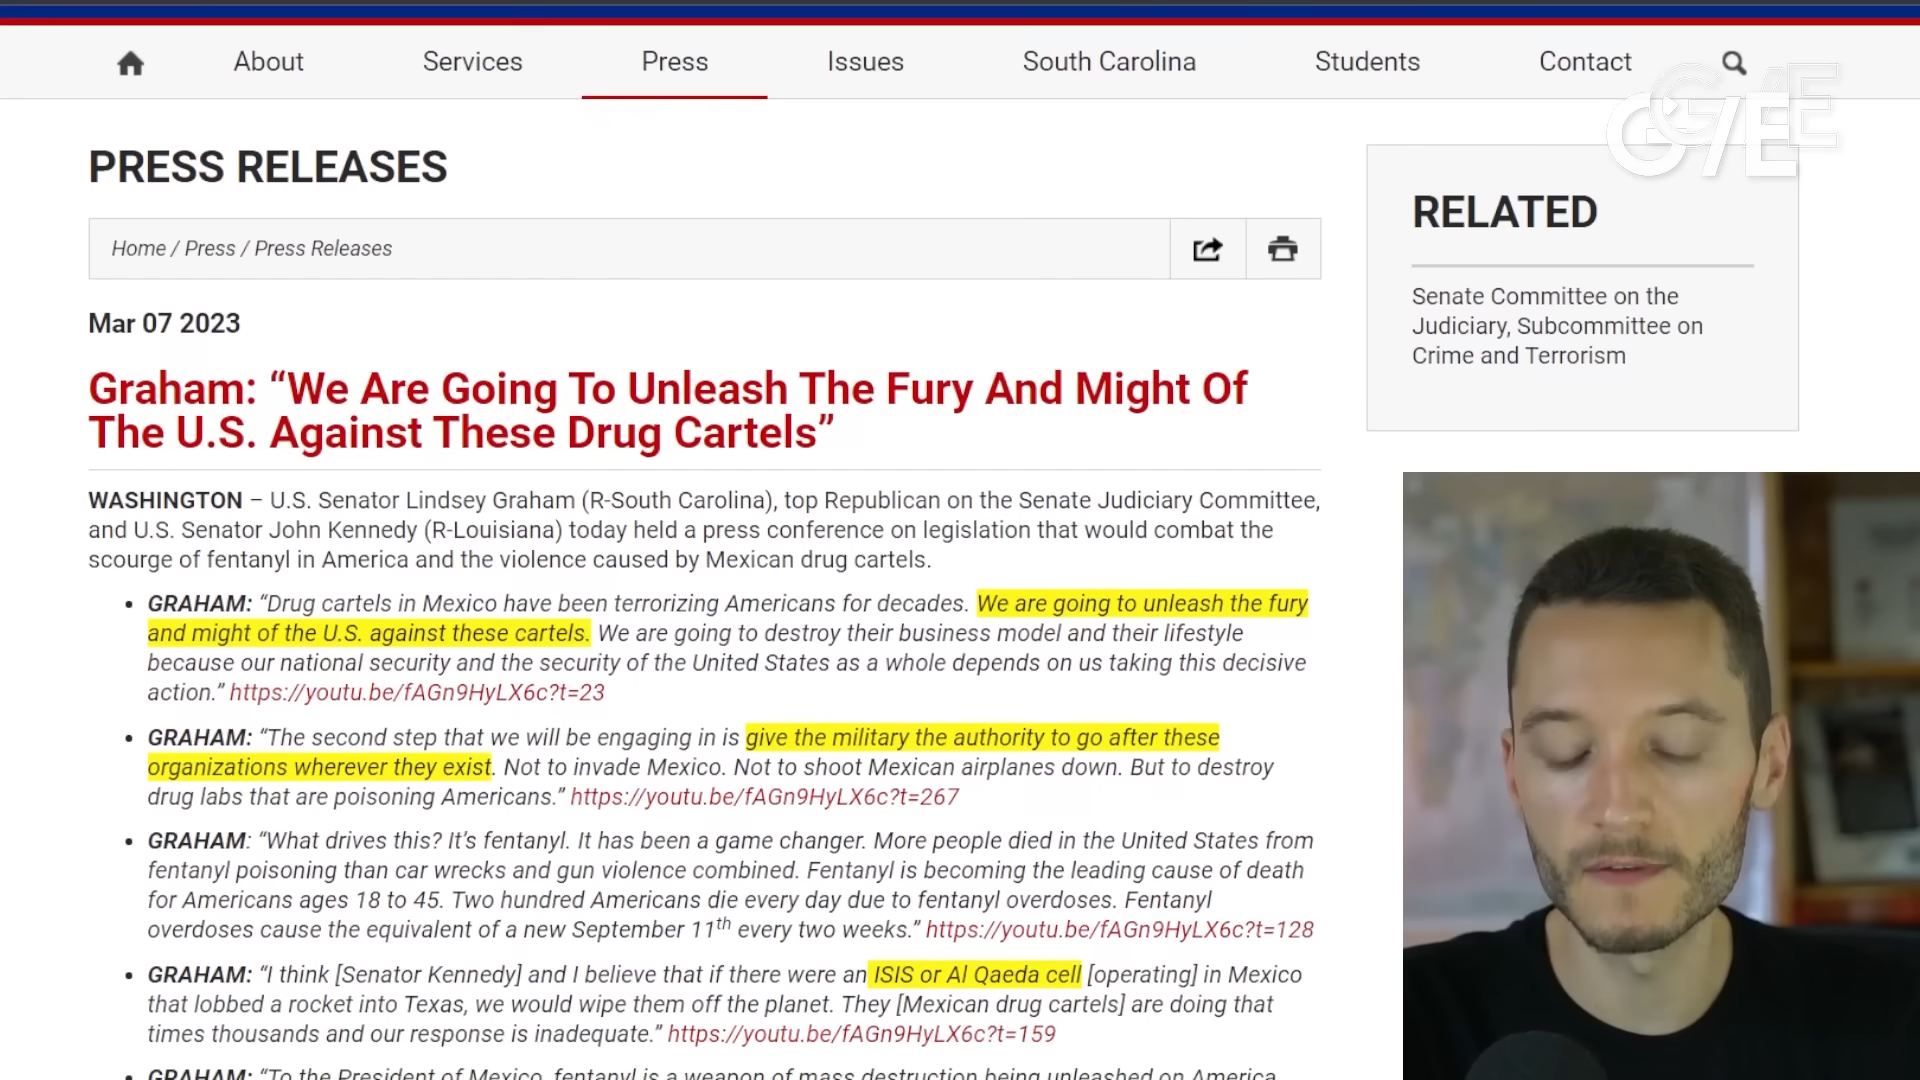 About Services Press Issues South Carolina Students Contact
PRESS RELEASES
Home / Press / Press Releases
Mar 07 2023
Graham: “We Are Going To Unleash The Fury And Might Of
The U.S. Against These Drug Cartels”
WASHINGTON – U.S. Senator Lindsey Graham (R-South Carolina), top Republican on the Senate Judiciary Committee,
and U.S. Senator John Kennedy (R-Louisiana) today held a press conference on legislation that would combat the
scourge of fentanyl in America and the violence caused by Mexican drug cartels.
• GRAHAM: “Drug cartels in Mexico have been terrorizing Americans for decades. We are going to unleash the fury
and might of the U.S. against these cartels. We are going to destroy their business model and their lifestyle
because our national security and the security of the United States as a whole depends on us taking this decisive
action.” https://youtu.be/fAGn9HyLX6c?t=23
• GRAHAM: “The second step that we will be engaging in is give the military the authority to go after these
organizations wherever they exist. Not to invade Mexico. Not to shoot Mexican airplanes down. But to destroy
drug labs that are poisoning Americans.” https://youtu.be/fAGn9HyLX6c?t=267
• GRAHAM: “What drives this? It’s fentanyl. It has been a game changer. More people died in the United States from
fentanyl poisoning than car wrecks and gun violence combined. Fentanyl is becoming the leading cause of death
for Americans ages 18 to 45. Two hundred Americans die every day due to fentanyl overdoses. Fentanyl
overdoses cause the equivalent of a new September 11th every two weeks.” https://youtu.be/fAGn9HyLX6c?t=128
• GRAHAM: “I think [Senator Kennedy] and I believe that if there were an ISIS or Al Qaeda cell [operating] in Mexico
that lobbed a rocket into Texas, we would wipe them off the planet. They [Mexican drug cartels] are doing that
times thousands and our response is inadequate.” https://youtu.be/fAGn9HyLX6c?t=159
• GRAHAM: “To the President of Mexico, fentanyl is a weapon of mass destruction being unleashed on America.
RELATED
Senate Committee on the
Judiciary, Subcommittee on
Crime and Terrorism